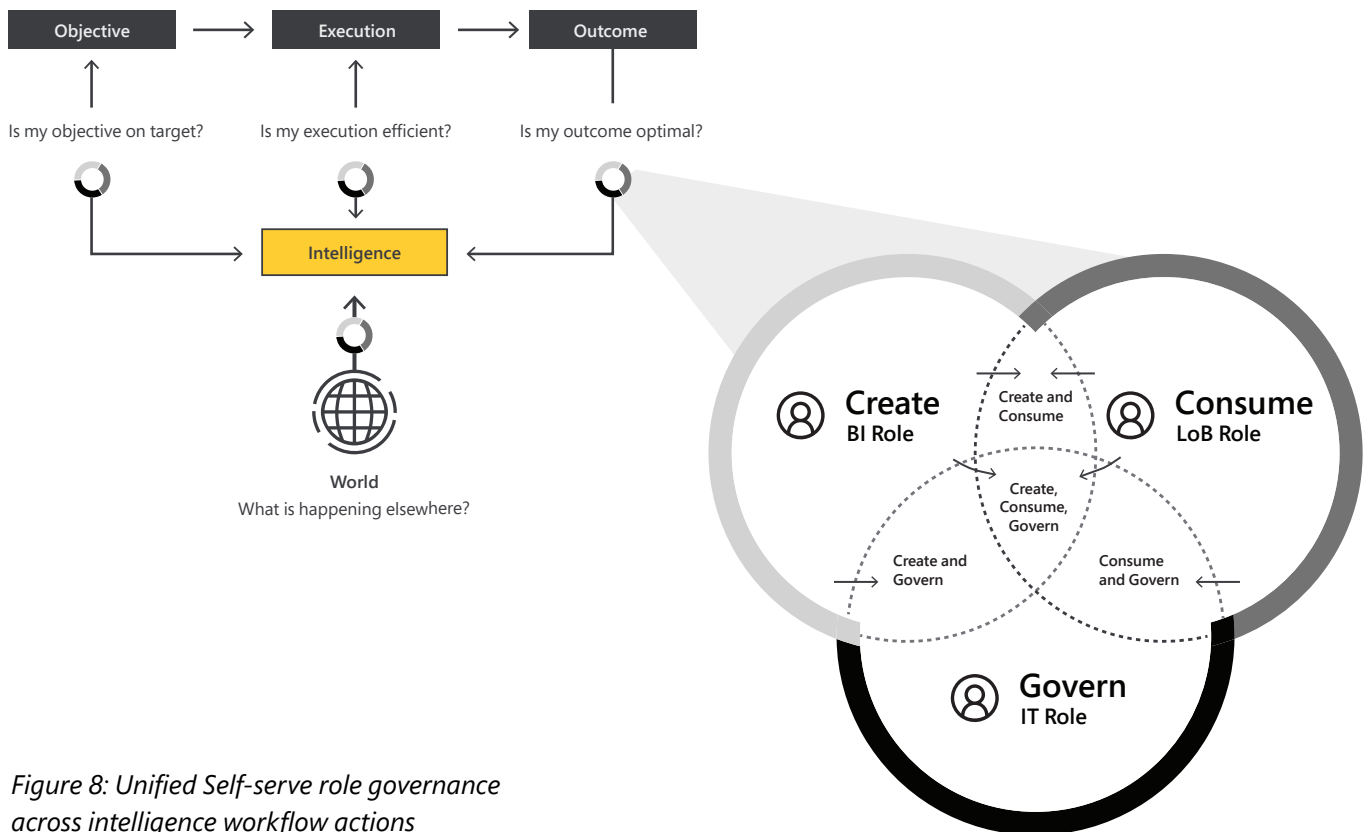 Objective
Execution
Outcome
Is my objective on target?
Is my execution efficient?
Is my outcome optimal?
Intelligence
World
What is happening elsewhere?
Create
BI Role
Create and
Consume
Consume
LoB Role
Create,
Consume,
Govern
Create and
Govern
Consume
and Govern
Govern
IT Role
Figure 8: Unified Self-serve role governance
across intelligence workflow actions